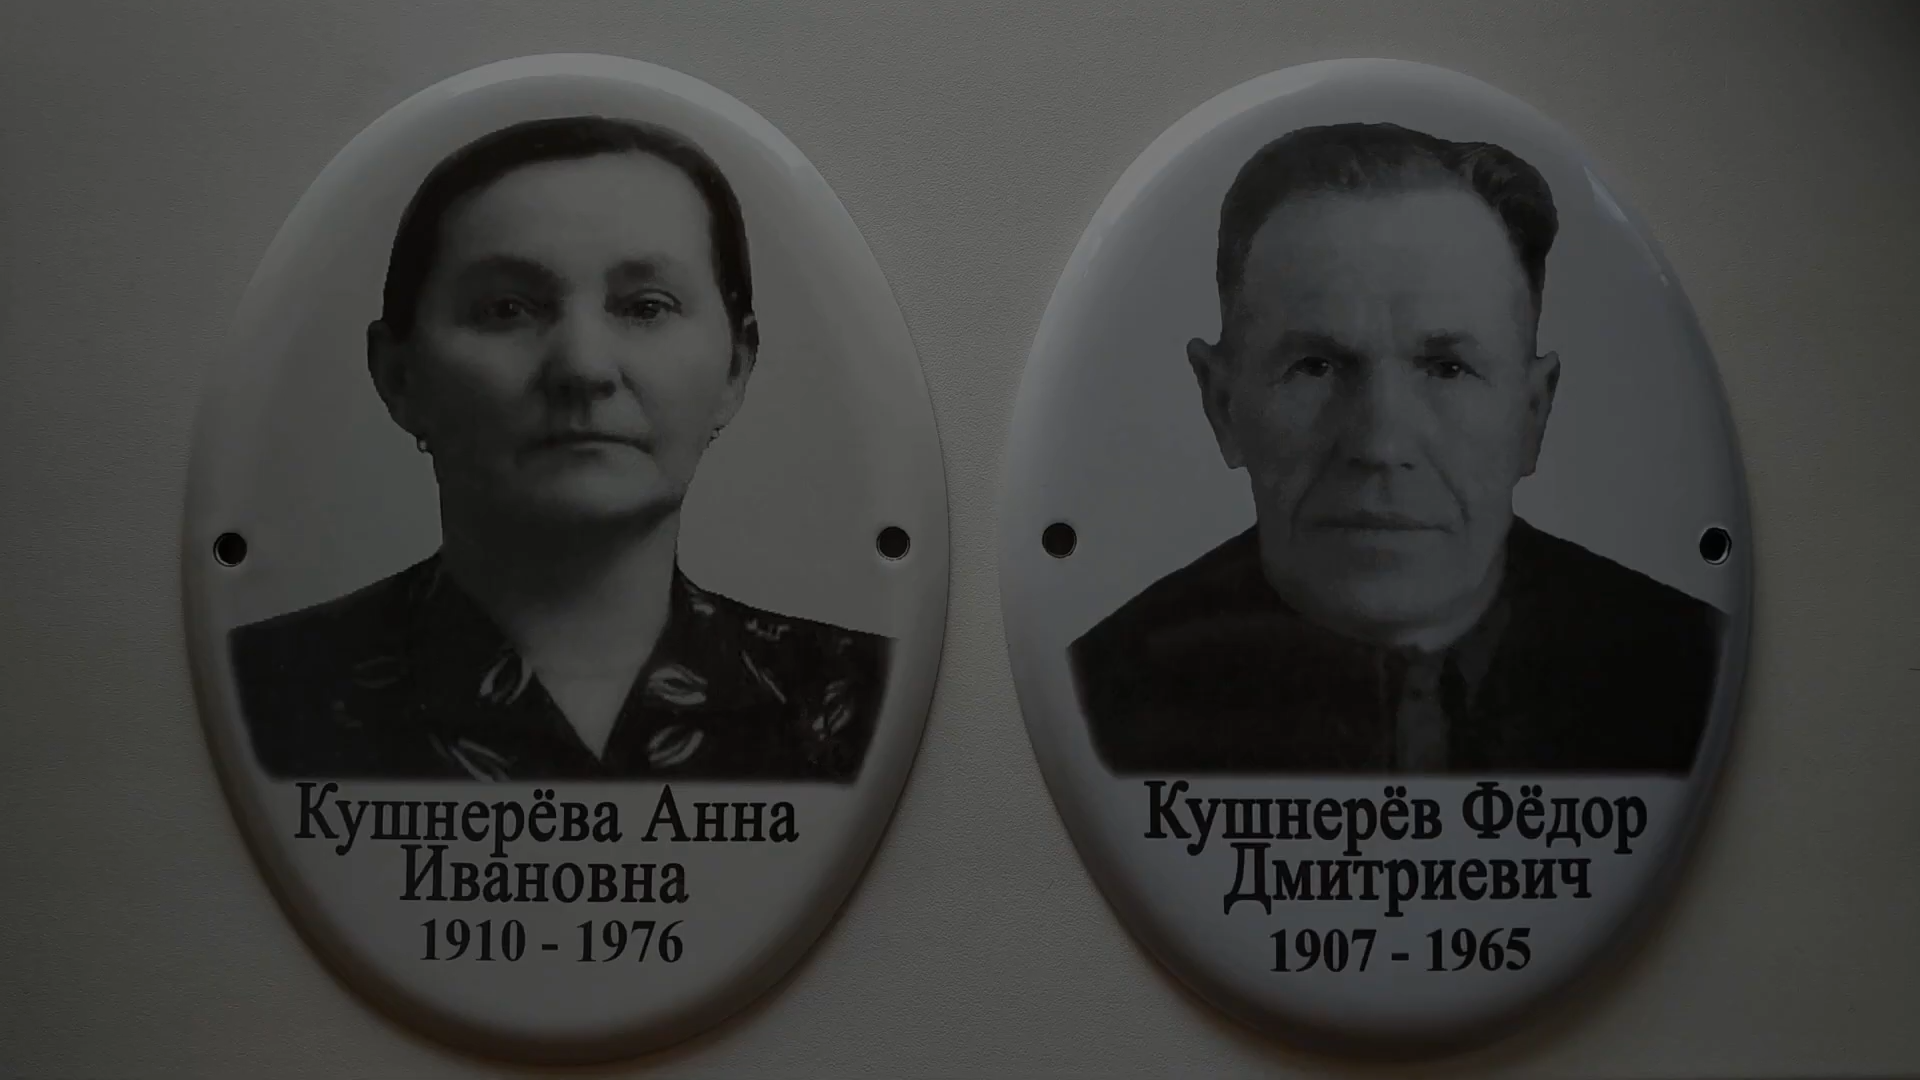 Кушнерёва Анна
Ивановна
1910 - 1976
Кушнерёв Фёдор
Дмитриевич
1907 - 1965